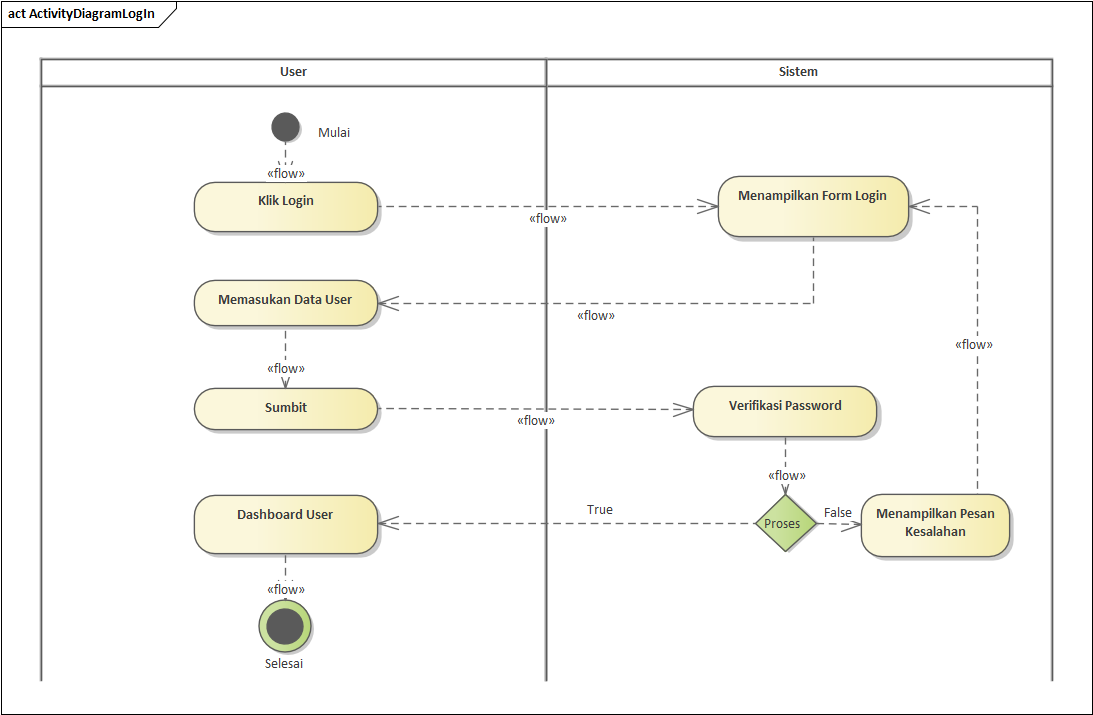 act ActivityDiagramLogIn
User
Sistem
Mulai
«flow»
Klik Login
«flow»
Menampilkan Form Login
Memasukan Data User
«flow»
«flow»
«flow»
Sumbit
«flow»
Verifikasi Password
«flow»
Dashboard User
True
Proses
False
Menampilkan Pesan
Kesalahan
«flow»
Selesai